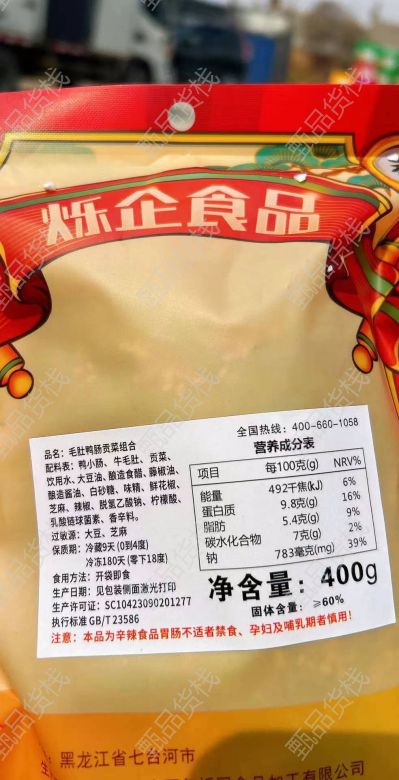 烁企食品
全国热线：400-660-1058
品名：毛肚鸭肠贡菜组合
配料表：鸭小肠、牛毛肚、贡菜、
饮用水、大豆油、酿造食醋、藤椒油、
酿造酱油、白砂糖、味精、鲜花椒、
芝麻、辣椒、脱氢乙酸钠、柠檬酸、
乳酸链球菌素、香辛料。
过敏源：大豆、芝麻
保质期：冷藏9天（0到4度）
冷冻180天（零下18度）
食用方法：开袋即食
生产日期：见包装侧面激光打印
生产许可证：SC10423090201277
执行标准 GB/T 23586
营养成分表
项目 每100克(g) NRV%
能量 492千焦(kJ) 6%
蛋白质 9.8克(g) 16%
脂肪 5.4克(g) 9%
碳水化合物 7克(g) 2%
钠 783毫克(mg) 39%
净含量：400g
固体含量：≥60%
注意：本品为辛辣食品胃肠不适者禁食、孕妇及哺乳期者慎用！
黑龙江省七台河市
甄品货栈